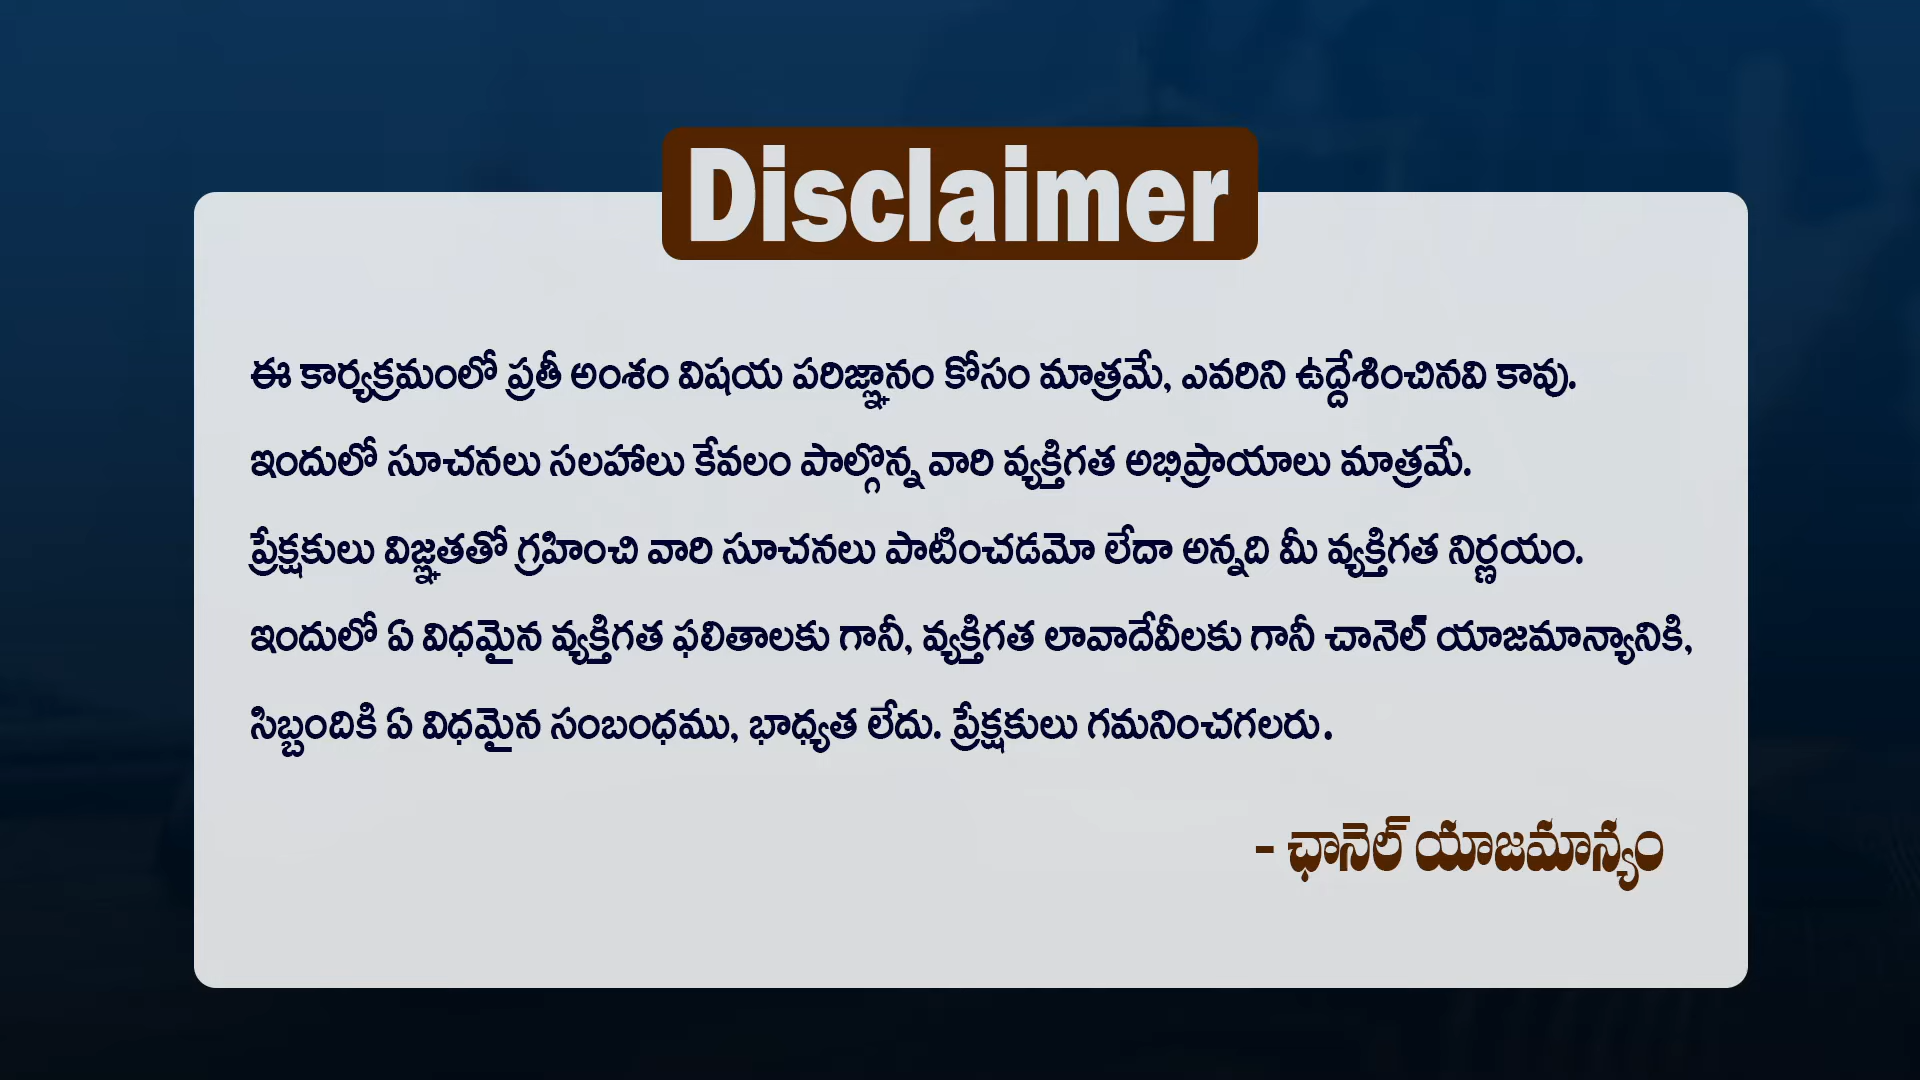 Disclaimer
ఈ కార్యక్రమంలో ప్రతీ అంశం విషయ పరిజ్ఞానం కోసం మాత్రమే, ఎవరిని ఉద్దేశించినవి కావు.
ఇందులో సూచనలు సలహాలు కేవలం పాల్గొన్న వారి వ్యక్తిగత అభిప్రాయాలు మాత్రమే.
ప్రేక్షకులు విజ్ఞతతో గ్రహించి వారి సూచనలు పాటించడమో లేదా అన్నది మీ వ్యక్తిగత నిర్ణయం.
ఇందులో ఏ విధమైన వ్యక్తిగత ఫలితాలకు గానీ, వ్యక్తిగత లావాదేవీలకు గానీ చానెల్ యాజమాన్యానికి,
సిబ్బందికి ఏ విధమైన సంబంధము, భాధ్యత లేదు. ప్రేక్షకులు గమనించగలరు.
- ఛానెల్ యాజమాన్యం